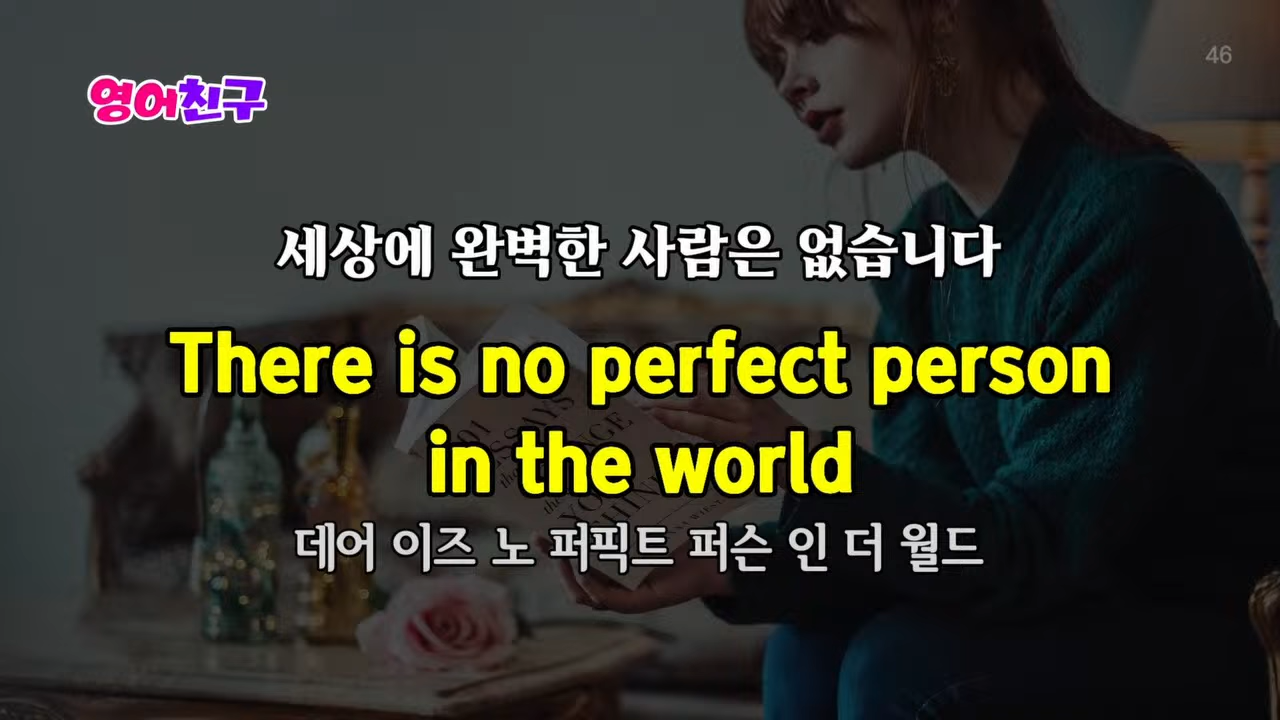 46
영어친구
세상에 완벽한 사람은 없습니다
There is no perfect person
in the world
데어 이즈 노 퍼픽트 퍼슨 인 더 월드